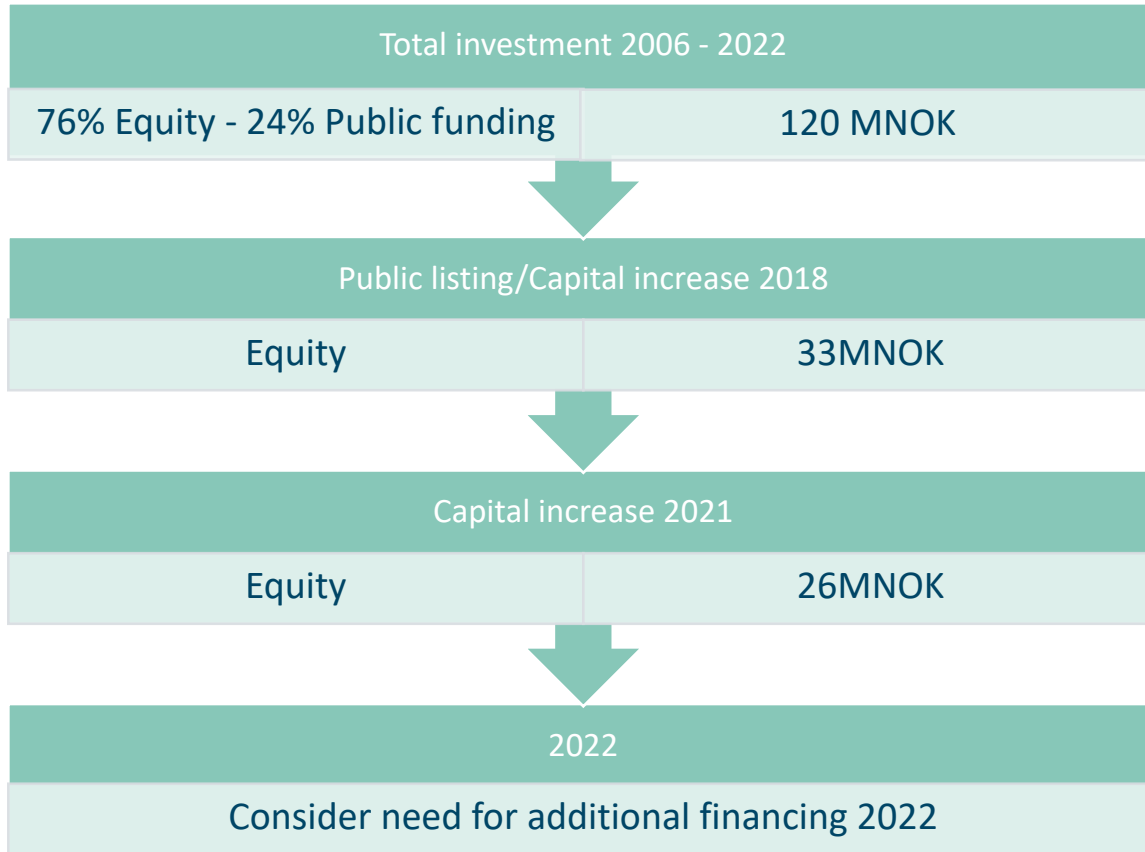 Total investment 2006 - 2022
76% Equity - 24% Public funding
120 MNOK
Public listing/Capital increase 2018
Equity
33MNOK
Capital increase 2021
Equity
26MNOK
2022
Consider need for additional financing 2022